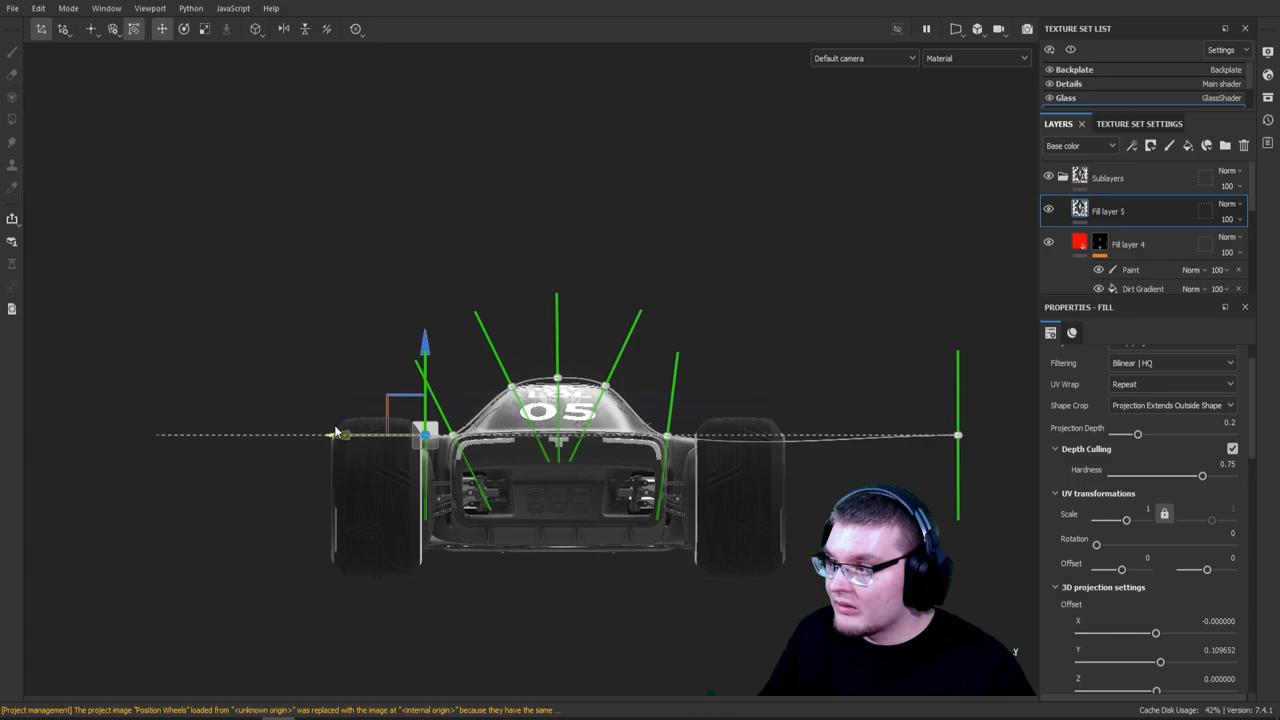 File Edit Mode Window Viewport Python JavaScript Help
Default camera
Material
05
TEXTURE SET LIST
Settings
Backplate Backplate
Details Main shader
Glass GlassShader
LAYERS TEXTURE SET SETTINGS
Base color
Sublayers Norm 100
Fill layer 5 Norm 100
Fill layer 4 Norm 100
Paint Norm 100
Dirt Gradient Norm 100
PROPERTIES - FILL
Filtering Bilinear | HQ
UV Wrap Repeat
Shape Crop Projection Extends Outside Shape
Projection Depth 0.2
Depth Culling
Hardness 0.75
UV transformations
Scale 1 1
Rotation 0
Offset 0 0
3D projection settings
Offset
X -0.000000
Y 0.109652
Z 0.000000
Y
[Project management] The project image "Position Wheels" loaded from "<unknown origin>" was replaced with the image at "<internal origin>" because they have the same ...
Cache Disk Usage: 42% | Version: 7.4.1